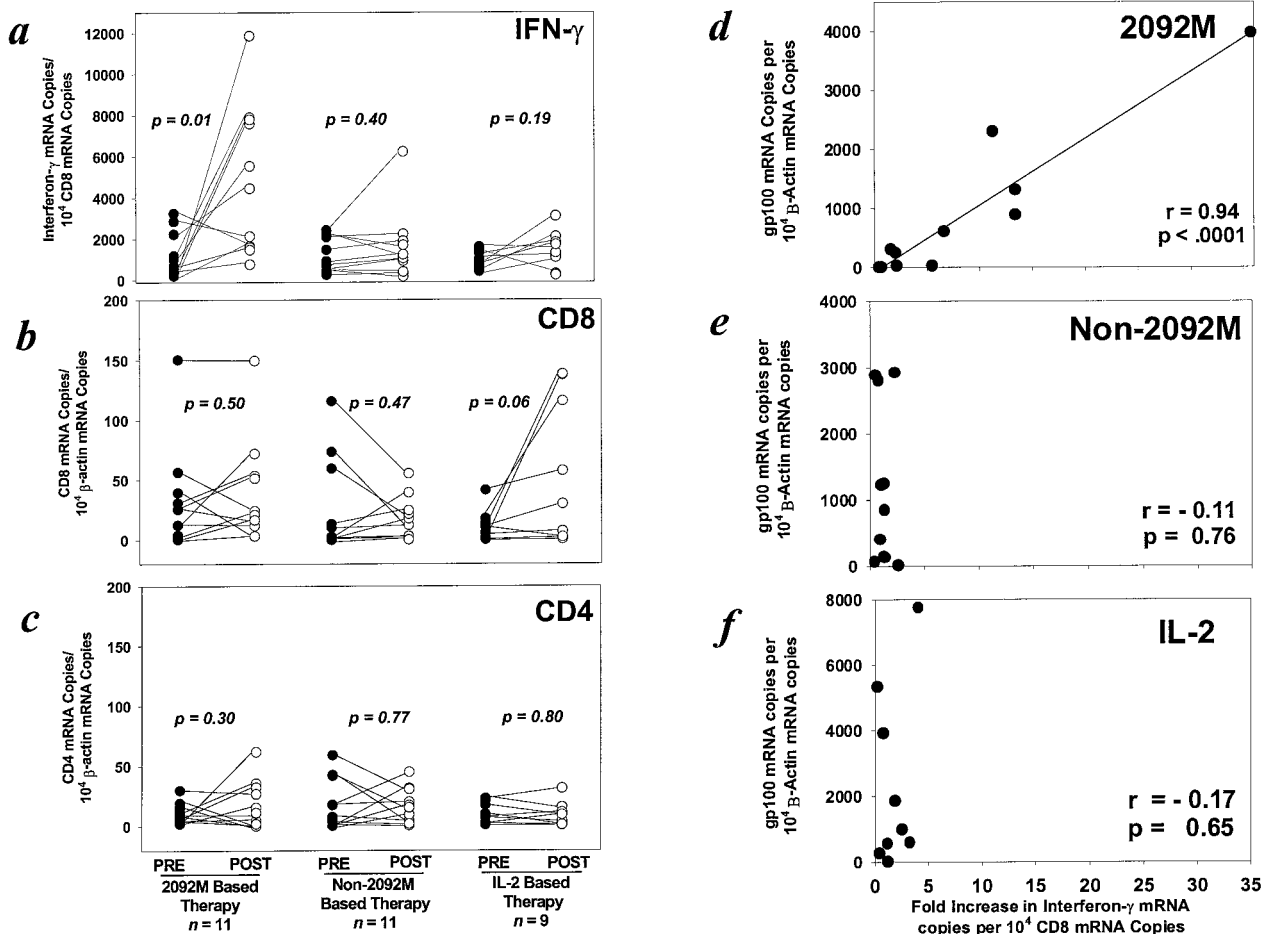 a
IFN-γ
Interferon-γ mRNA Copies/
10⁴ CD8 mRNA Copies
12000
10000
8000
6000
4000
2000
0
p = 0.01
p = 0.40
p = 0.19
b
CD8
CD8 mRNA Copies/
10⁴ β-actin mRNA Copies
200
150
100
50
0
p = 0.50
p = 0.47
p = 0.06
c
CD4
CD4 mRNA Copies/
10⁴ β-actin mRNA Copies
200
150
100
50
0
p = 0.30
p = 0.77
p = 0.80
PRE POST
2092M Based
Therapy
n = 11
PRE POST
Non-2092M
Based Therapy
n = 11
PRE POST
IL-2 Based
Therapy
n = 9
d
2092M
gp100 mRNA Copies per
10⁴ β-Actin mRNA Copies
4000
3000
2000
1000
0
r = 0.94
p < .0001
e
Non-2092M
gp100 mRNA copies per
10⁴ β-Actin mRNA copies
4000
3000
2000
1000
0
r = - 0.11
p = 0.76
f
IL-2
gp100 mRNA copies per
10⁴ β-Actin mRNA copies
8000
6000
4000
2000
0
r = - 0.17
p = 0.65
0 5 10 15 20 25 30 35
Fold Increase in Interferon-γ mRNA
copies per 10⁴ CD8 mRNA Copies